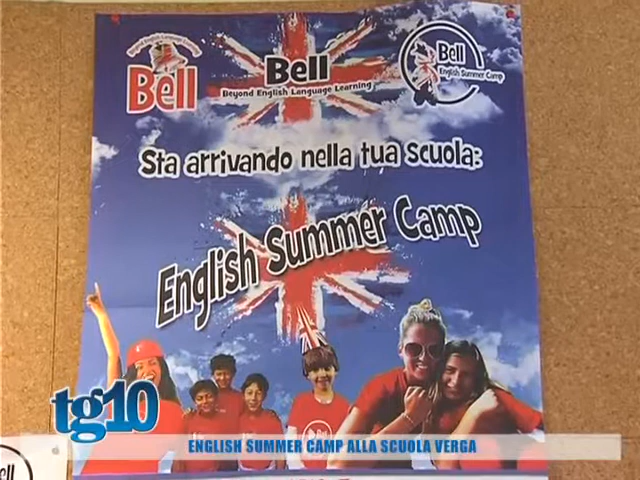 Bell
Bell
Beyond English Language Learning
Bell
English Summer Camp
Sta arrivando nella tua scuola:
English Summer Camp
tg10
ENGLISH SUMMER CAMP ALLA SCUOLA VERGA